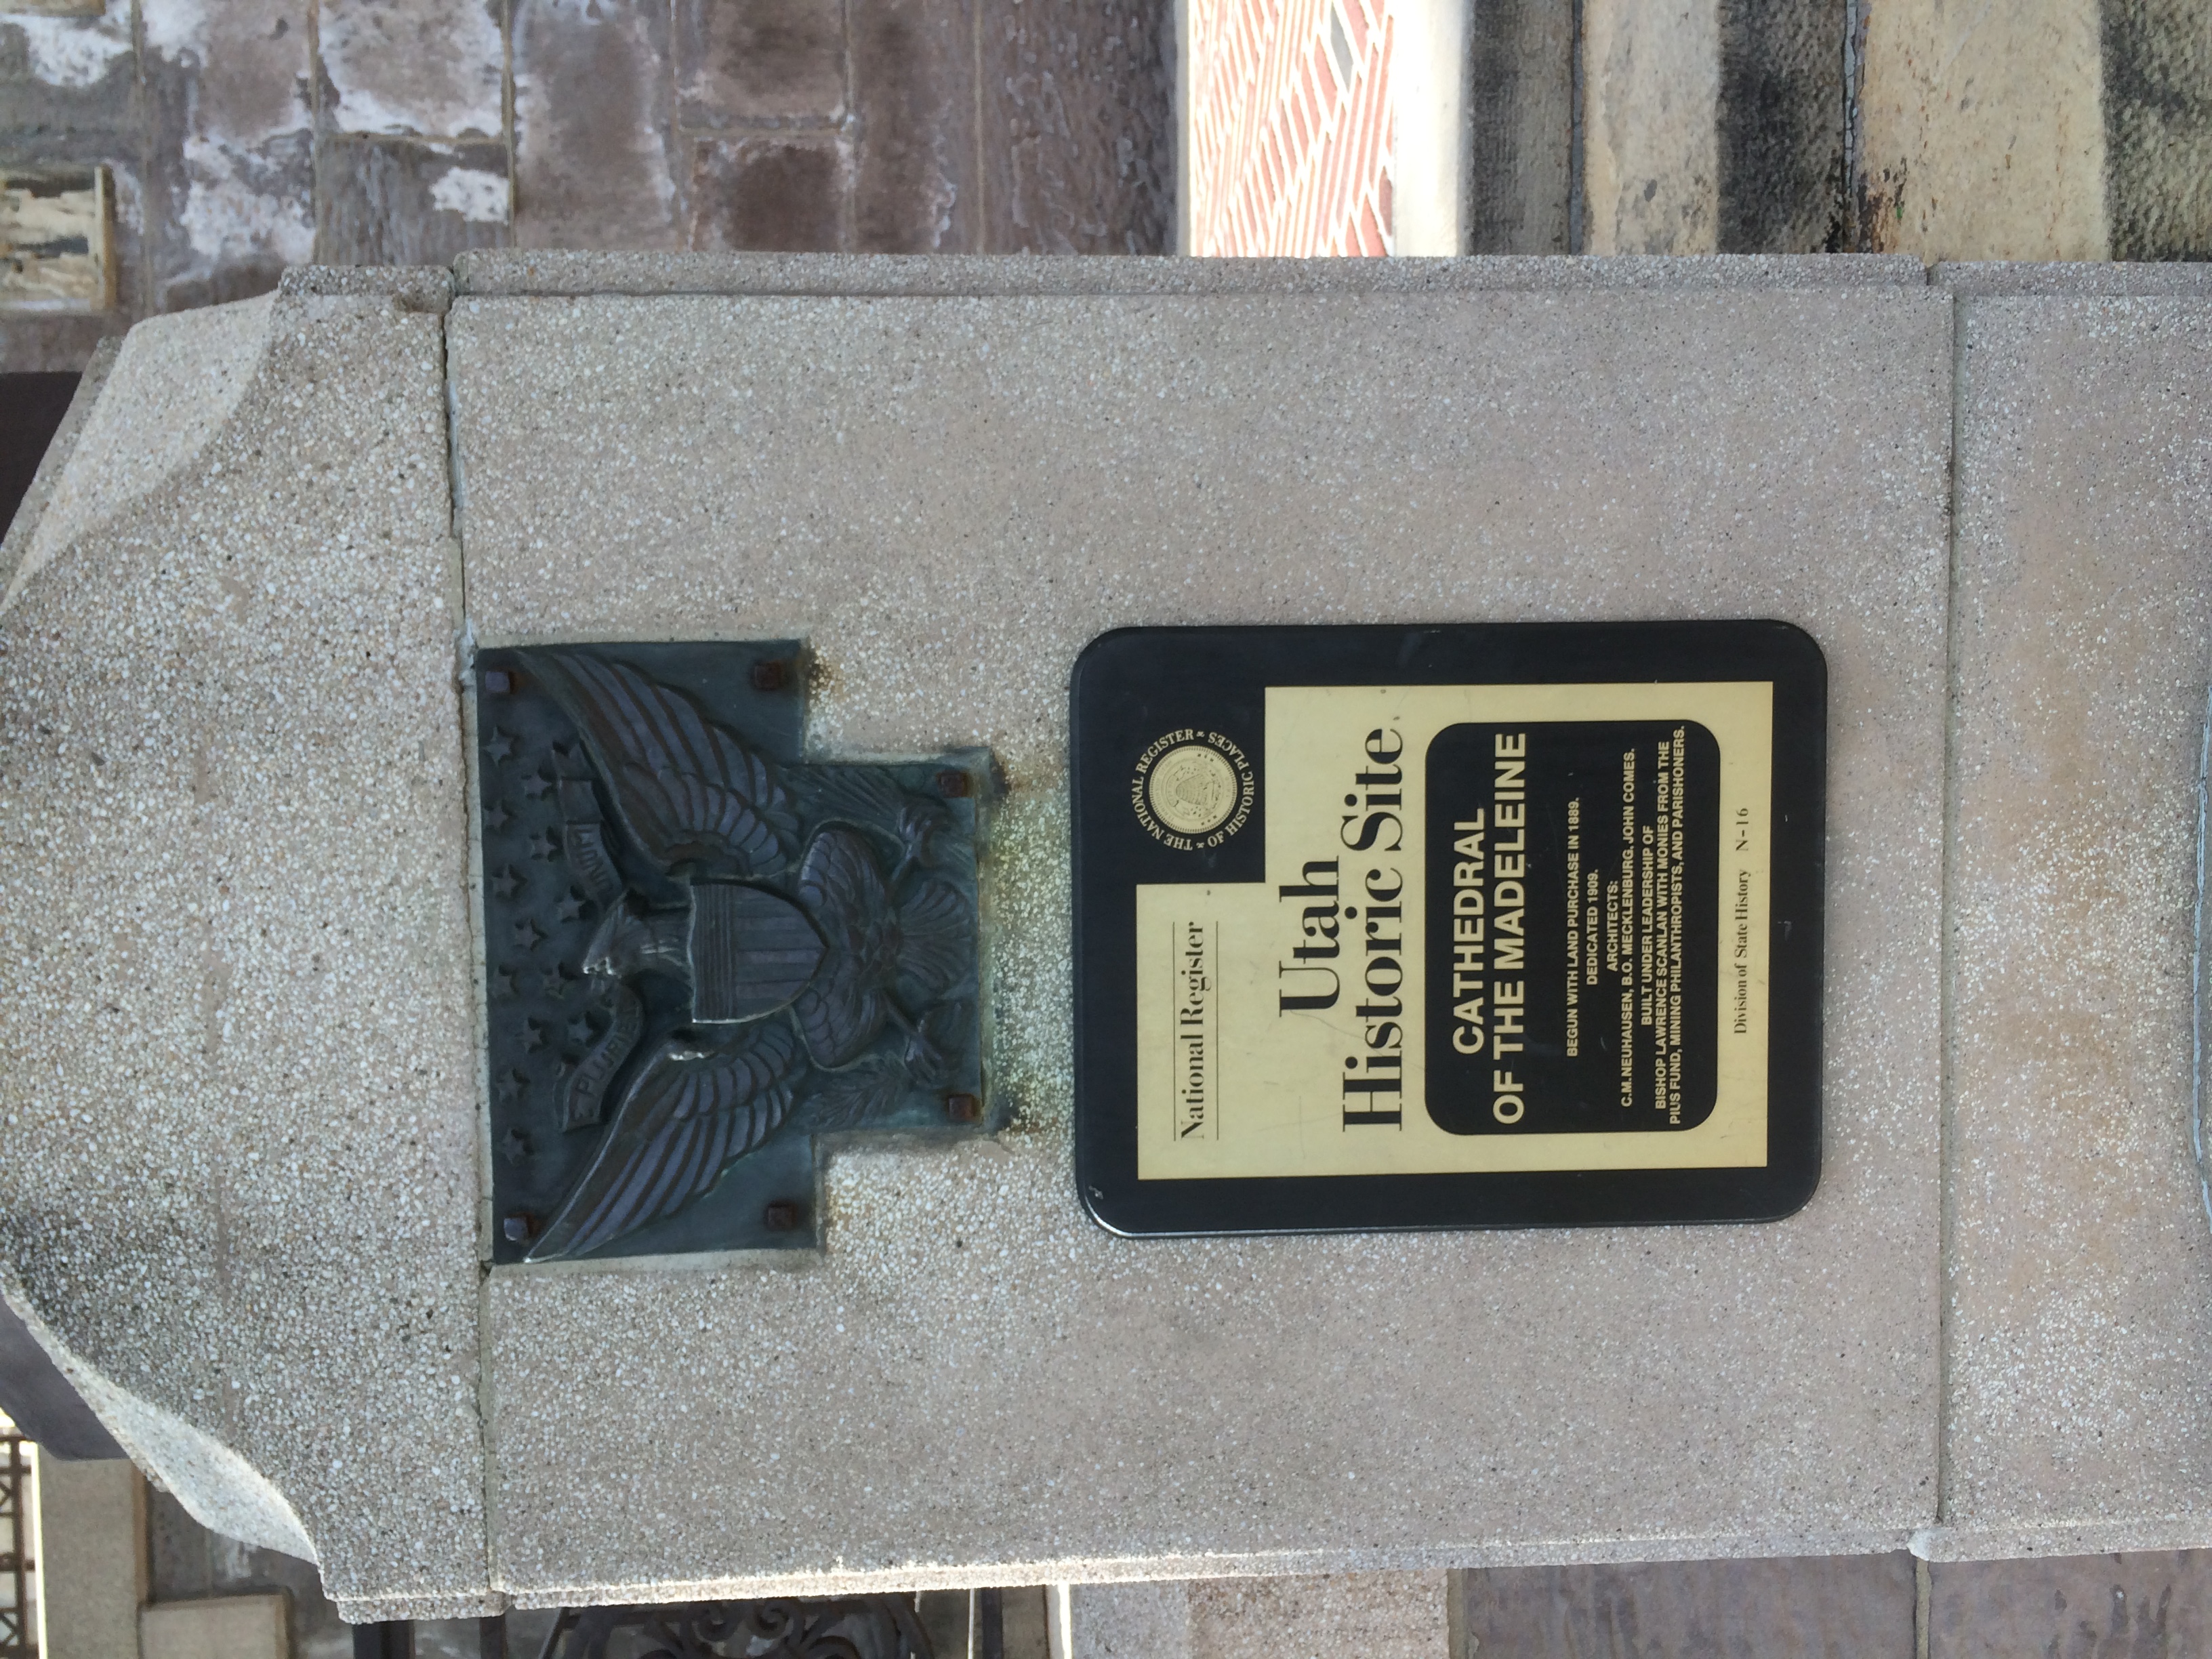 E PLURIBUS UNUM
National Register
THE NATIONAL REGISTER
OF HISTORIC PLACES
Utah
Historic Site
CATHEDRAL
OF THE MADELEINE
BEGUN WITH LAND PURCHASE IN 1889.
DEDICATED 1909.
ARCHITECTS:
C.M.NEUHAUSEN, B.O. MECKLENBURG, JOHN COMES.
BUILT UNDER LEADERSHIP OF
BISHOP LAWRENCE SCANLAN WITH MONIES FROM THE
PIUS FUND, MINING PHILANTHROPISTS, AND PARISHONERS.
Division of State History N-16